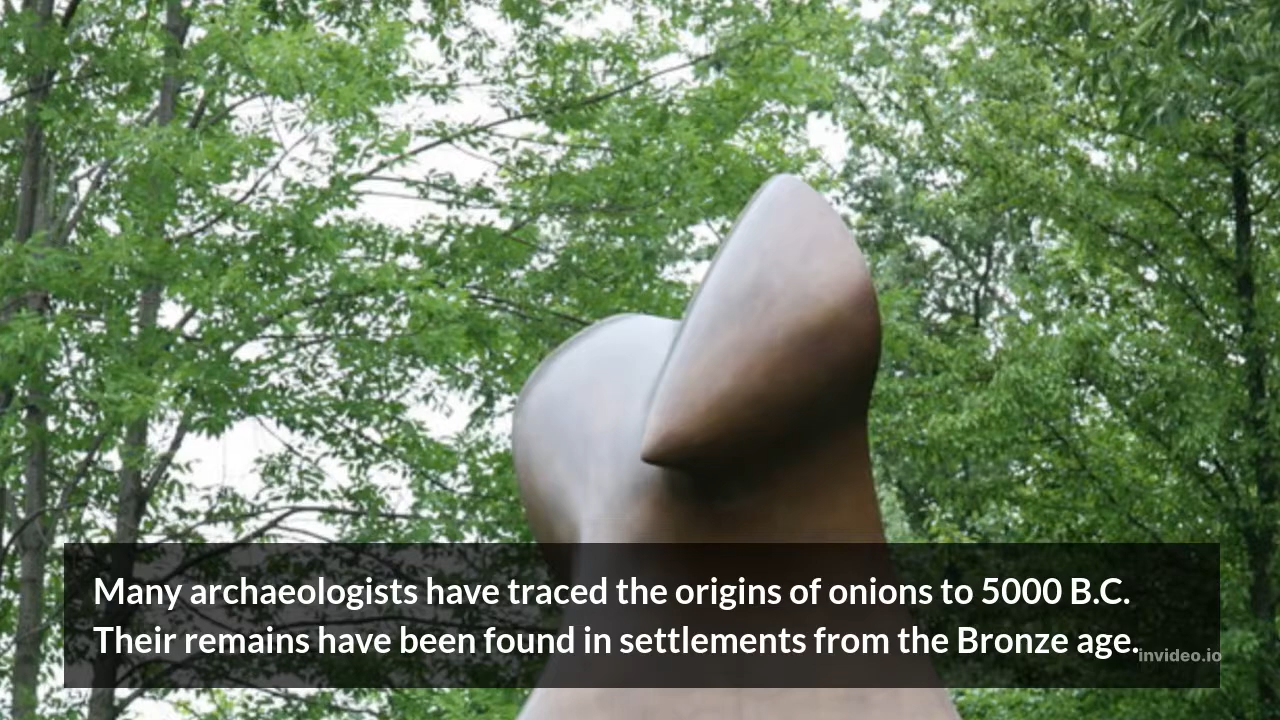 Many archaeologists have traced the origins of onions to 5000 B.C.
Their remains have been found in settlements from the Bronze age.
invideo.io